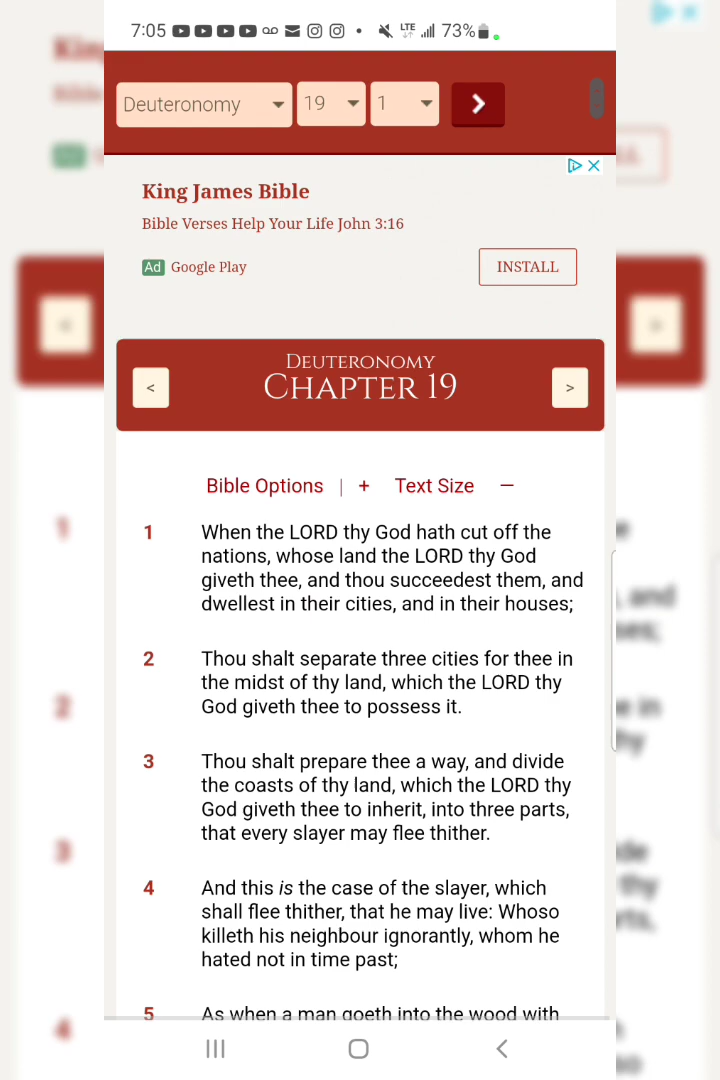 7:05 LTE 73%
Deuteronomy 19 1
King James Bible
Bible Verses Help Your Life John 3:16
Ad Google Play INSTALL
DEUTERONOMY
< CHAPTER 19 >
Bible Options | + Text Size −
1 When the LORD thy God hath cut off the
nations, whose land the LORD thy God
giveth thee, and thou succeedest them, and
dwellest in their cities, and in their houses;
2 Thou shalt separate three cities for thee in
the midst of thy land, which the LORD thy
God giveth thee to possess it.
3 Thou shalt prepare thee a way, and divide
the coasts of thy land, which the LORD thy
God giveth thee to inherit, into three parts,
that every slayer may flee thither.
4 And this is the case of the slayer, which
shall flee thither, that he may live: Whoso
killeth his neighbour ignorantly, whom he
hated not in time past;
5 As when a man goeth into the wood with